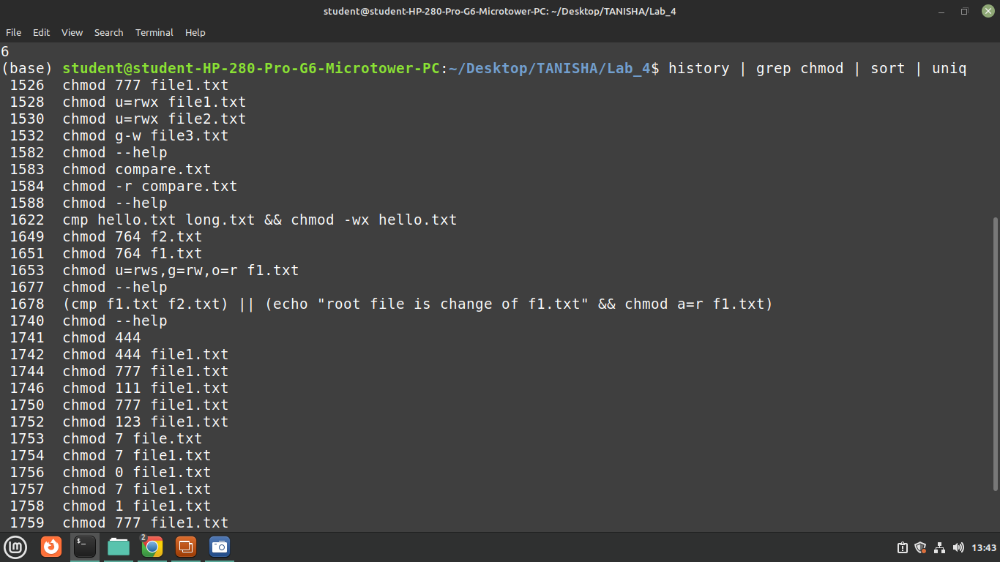 student@student-HP-280-Pro-G6-Microtower-PC: ~/Desktop/TANISHA/Lab_4
File Edit View Search Terminal Help
6
(base) student@student-HP-280-Pro-G6-Microtower-PC:~/Desktop/TANISHA/Lab_4$ history | grep chmod | sort | uniq
1526  chmod 777 file1.txt
1528  chmod u=rwx file1.txt
1530  chmod u=rwx file2.txt
1532  chmod g-w file3.txt
1582  chmod --help
1583  chmod compare.txt
1584  chmod -r compare.txt
1588  chmod --help
1622  cmp hello.txt long.txt && chmod -wx hello.txt
1649  chmod 764 f2.txt
1651  chmod 764 f1.txt
1653  chmod u=rws,g=rw,o=r f1.txt
1677  chmod --help
1678  (cmp f1.txt f2.txt) || (echo "root file is change of f1.txt" && chmod a=r f1.txt)
1740  chmod --help
1741  chmod 444
1742  chmod 444 file1.txt
1744  chmod 777 file1.txt
1746  chmod 111 file1.txt
1750  chmod 777 file1.txt
1752  chmod 123 file1.txt
1753  chmod 7 file.txt
1754  chmod 7 file1.txt
1756  chmod 0 file1.txt
1757  chmod 7 file1.txt
1758  chmod 1 file1.txt
1759  chmod 777 file1.txt
$_ 2 13:43